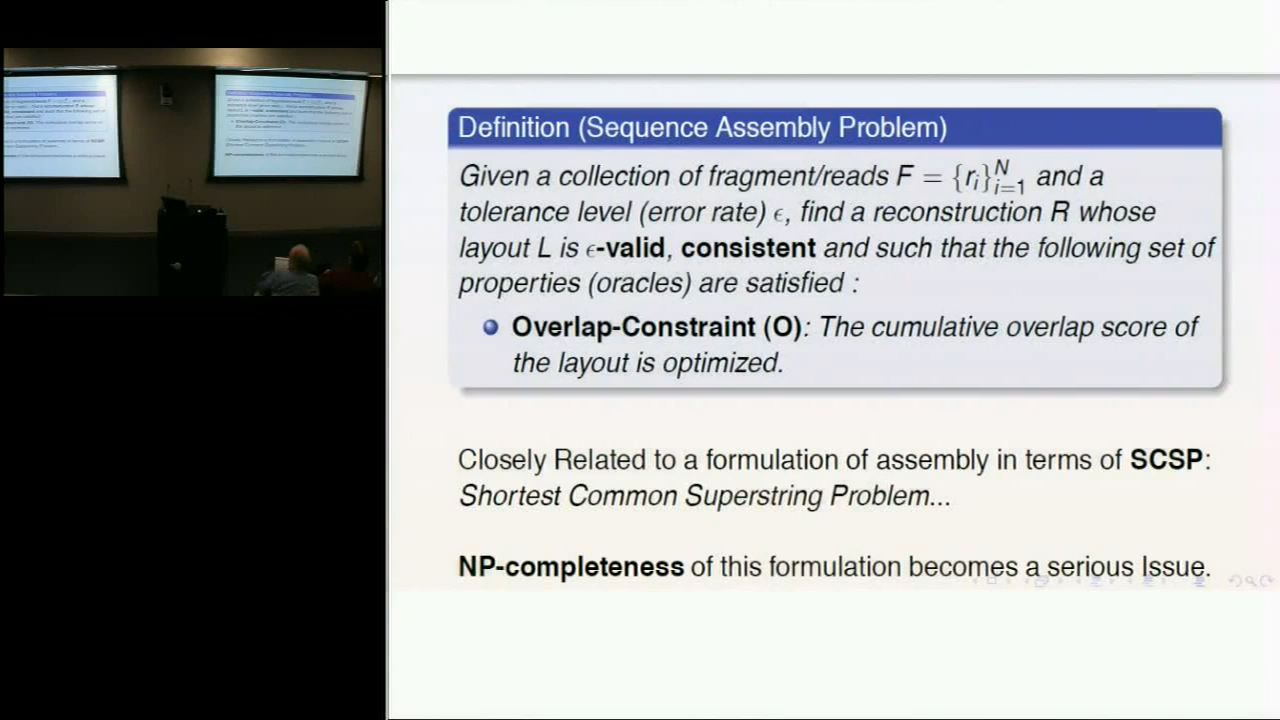 Definition (Sequence Assembly Problem)
Given a collection of fragment/reads F = {r_i}_{i=1}^N and a
tolerance level (error rate) ϵ, find a reconstruction R whose
layout L is ϵ-valid, consistent and such that the following set of
properties (oracles) are satisfied :
Overlap-Constraint (O): The cumulative overlap score of
the layout is optimized.
Closely Related to a formulation of assembly in terms of SCSP:
Shortest Common Superstring Problem...
NP-completeness of this formulation becomes a serious Issue.